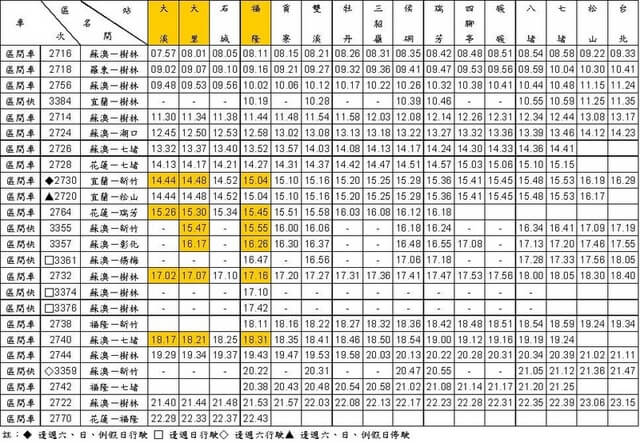 車次 區間 站名 大溪 大里 石城 福隆 貢寮 雙溪 牡丹 三貂嶺 侯硐 瑞芳 四腳亭 暖暖 八堵 七堵 松山 台北
區間車 2716 蘇澳－樹林 07.57 08.01 08.05 08.11 08.15 08.21 08.26 08.31 08.35 08.42 08.48 08.51 08.54 08.58 09.22 09.33
區間車 2718 羅東－樹林 09.02 09.07 09.10 09.16 09.21 09.27 09.32 09.36 09.41 09.47 09.53 09.56 09.59 10.04 10.30 10.41
區間車 2756 蘇澳－樹林 09.48 09.53 09.56 10.02 10.06 10.12 10.17 10.22 10.26 10.32 10.38 10.41 10.44 10.48 11.15 11.24
區間快 3384 宜蘭－樹林 - - - 10.19 - 10.28 - - 10.39 10.46 - - 10.55 10.59 11.25 11.35
區間車 2714 蘇澳－樹林 11.30 11.34 11.38 11.44 11.48 11.54 11.58 12.03 12.08 12.14 12.26 12.31 12.34 12.44 13.08 13.17
區間車 2724 蘇澳－湖口 12.45 12.50 12.53 12.58 13.02 13.08 13.13 13.18 13.22 13.27 13.32 13.36 13.39 13.46 14.12 14.23
區間車 2726 蘇澳－七堵 13.32 13.37 13.40 13.52 13.57 14.03 14.08 14.13 14.17 14.24 14.30 14.33 14.36 14.41
區間車 2728 花蓮－七堵 14.13 14.17 14.21 14.27 14.31 14.37 14.42 14.47 14.51 14.57 15.03 15.06 15.10 15.15
區間車 ◆2730 宜蘭－新竹 14.44 14.48 14.52 15.04 15.10 15.16 15.20 15.25 15.29 15.36 15.41 15.45 15.48 15.53 16.19 16.29
區間車 ▲2720 宜蘭－松山 14.44 14.48 14.52 15.04 15.10 15.16 15.20 15.25 15.29 15.36 15.41 15.45 15.48 15.53 16.17
區間車 2764 花蓮－瑞芳 15.26 15.30 15.34 15.45 15.51 15.58 16.03 16.08 16.12 16.18
區間快 3355 蘇澳－新竹 - 15.47 - 15.55 16.00 16.06 - - 16.18 16.24 - - 16.34 16.41 17.09 17.19
區間快 3357 蘇澳－彰化 - 16.17 - 16.26 16.30 16.37 - - 16.48 16.55 17.08 - 17.13 17.20 17.46 17.55
區間快 □3361 蘇澳－楊梅 - - - 16.47 - 16.56 - - 17.06 17.18 - - 17.28 17.33 17.56 18.05
區間車 2732 蘇澳－樹林 17.02 17.07 17.10 17.16 17.20 17.27 17.31 17.36 17.41 17.47 17.53 17.56 18.00 18.05 18.30 18.40
區間快 □3374 蘇澳－樹林 - - - 17.10 - - - - - - - - - - - -
區間快 □3376 蘇澳－樹林 - - - 17.42 - - - - - - - - - - - -
區間車 2738 福隆－新竹 18.11 18.16 18.22 18.27 18.32 18.36 18.42 18.48 18.51 18.54 18.59 19.24 19.34
區間車 2740 蘇澳－七堵 18.17 18.21 18.25 18.31 18.35 18.41 18.46 18.50 18.54 19.00 19.12 19.16 19.19 19.24
區間車 2744 蘇澳－樹林 19.29 19.34 19.37 19.43 19.47 19.53 19.58 20.03 20.13 20.22 20.28 20.31 20.34 20.39 21.02 21.11
區間快 ◇3359 蘇澳－新竹 - - - 20.22 - 20.31 - - 20.47 20.55 - - 21.05 21.12 21.36 21.47
區間車 2742 福隆－七堵 20.38 20.43 20.48 20.54 20.58 21.02 21.08 21.14 21.17 21.20 21.25
區間車 2722 蘇澳－樹林 21.40 21.44 21.48 21.53 21.57 22.03 22.08 22.13 22.17 22.23 22.28 22.31 22.35 22.39 23.06 23.15
區間車 2770 花蓮－福隆 22.29 22.33 22.37 22.43
註：◆ 逢週六、日、例假日行駛 □ 逢週日行駛◇ 逢週六行駛▲ 逢週六、日、例假日停駛